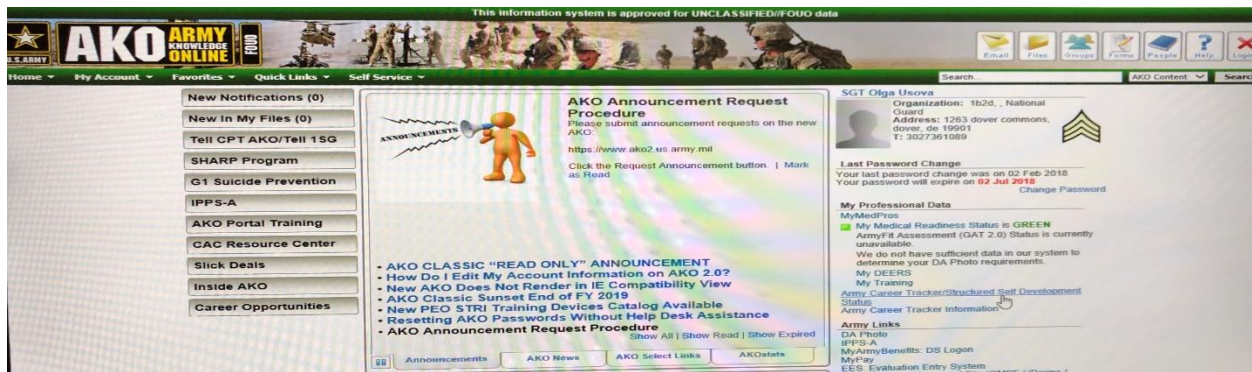 This information system is approved for UNCLASSIFIED//FOUO data
U.S.ARMY
AKO
ARMY
KNOWLEDGE
ONLINE
FOUO
Email Files Groups Forms People Help
Home My Account Favorites Quick Links Self Service
Search... AKO Content
New Notifications (0)
New In My Files (0)
Tell CPT AKO/Tell 1SG
SHARP Program
G1 Suicide Prevention
IPPS-A
AKO Portal Training
CAC Resource Center
Slick Deals
Inside AKO
Career Opportunities
ANNOUNCEMENTS
AKO Announcement Request
Procedure
Please submit announcement requests on the new
AKO:
https://www.ako2.us.army.mil
Click the Request Announcement button. | Mark
as Read
• AKO CLASSIC "READ ONLY" ANNOUNCEMENT
• How Do I Edit My Account Information on AKO 2.0?
• New AKO Does Not Render in IE Compatibility View
• AKO Classic Sunset End of FY 2019
• New PEO STRI Training Devices Catalog Available
• Resetting AKO Passwords Without Help Desk Assistance
• AKO Announcement Request Procedure
Show All | Show Read | Show Expired
Announcements AKO News AKO Select Links AKOstats
SGT Olga Usova
Organization: 1b2d, , National
Guard
Address: 1263 dover commons,
dover, de 19901
T: 3027361089
Last Password Change
Your last password change was on 02 Feb 2018
Your password will expire on 02 Jul 2018
Change Password
My Professional Data
MyMedPros
My Medical Readiness Status is GREEN
ArmyFit Assessment (GAT 2.0) Status is currently
unavailable.
We do not have sufficient data in our system to
determine your DA Photo requirements.
My DEERS
My Training
Army Career Tracker/Structured Self Development
Status
Army Career Tracker Information
Army Links
DA Photo
IPPS-A
MyArmyBenefits: DS Logon
MyPay
EES: Evaluation Entry System